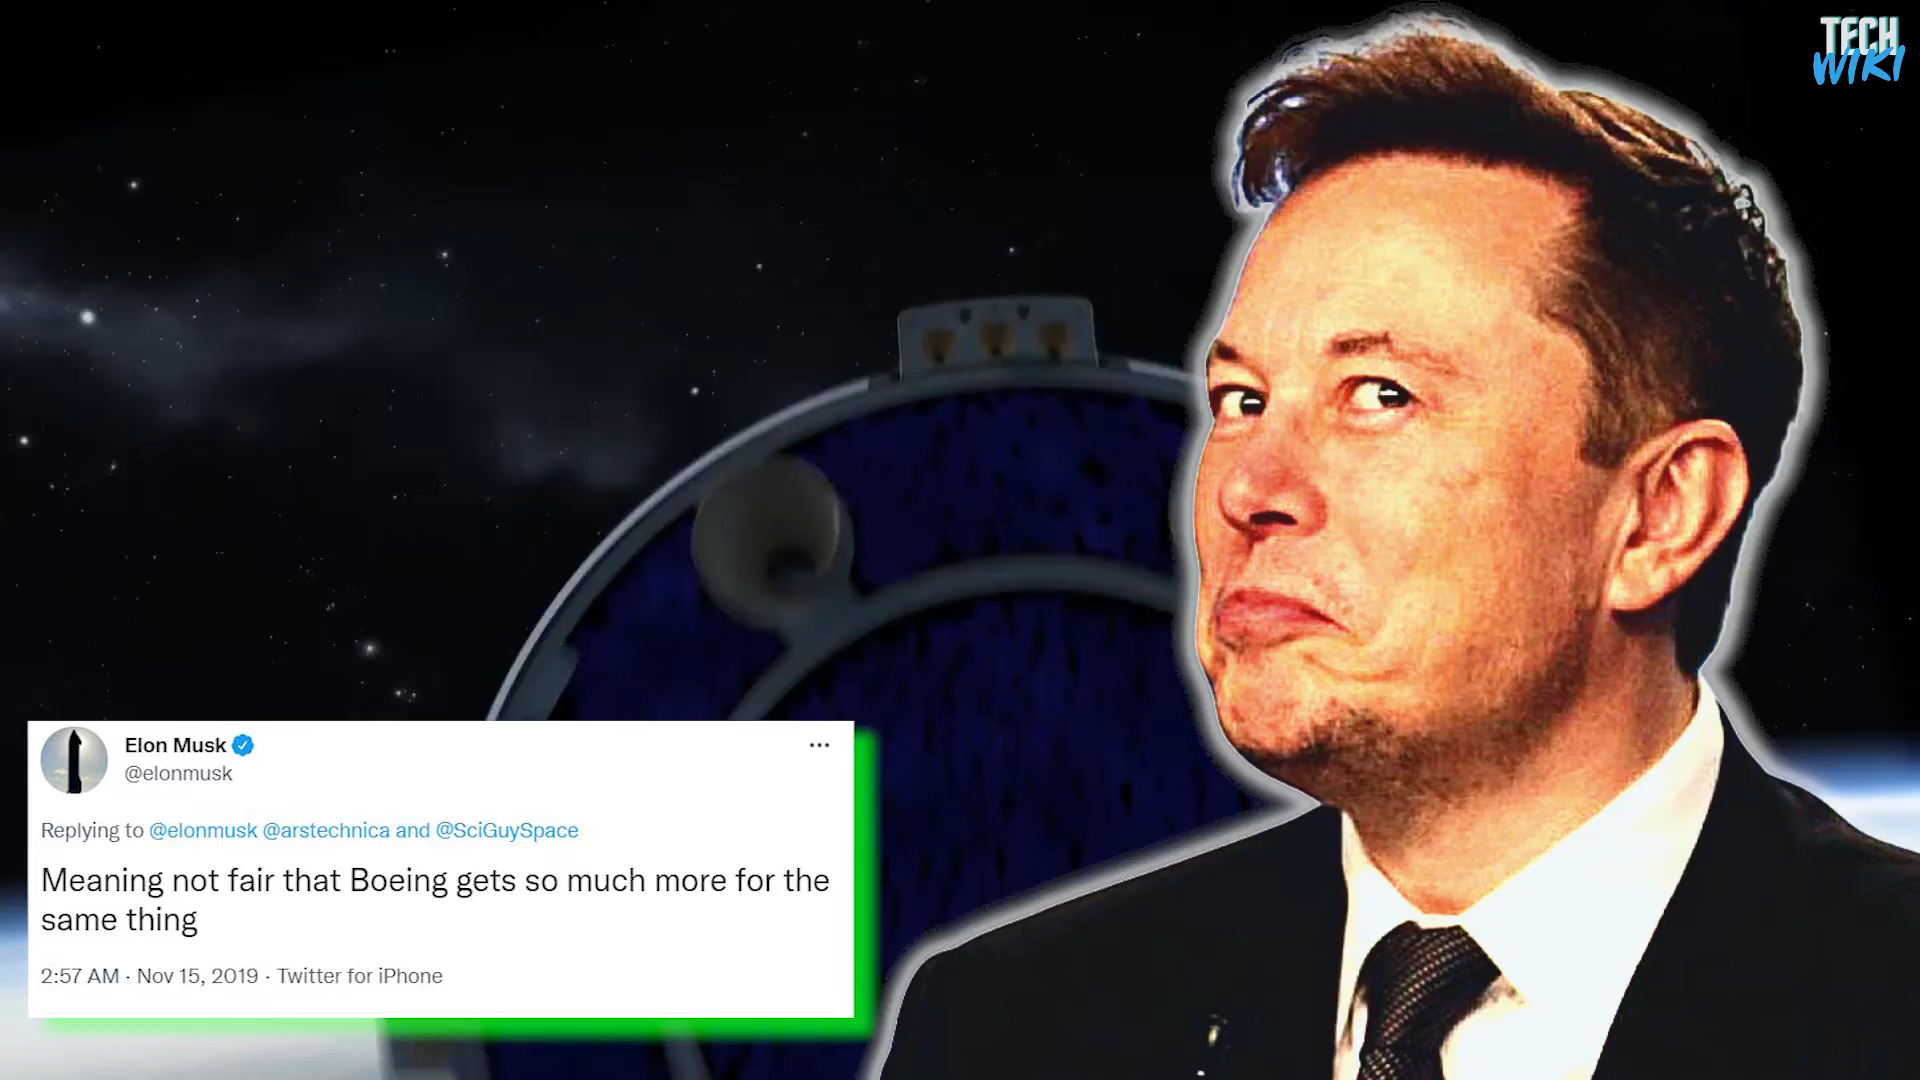 TECH
WIKI
Elon Musk
@elonmusk
Replying to @elonmusk @arstechnica and @SciGuySpace
Meaning not fair that Boeing gets so much more for the
same thing
2:57 AM · Nov 15, 2019 · Twitter for iPhone